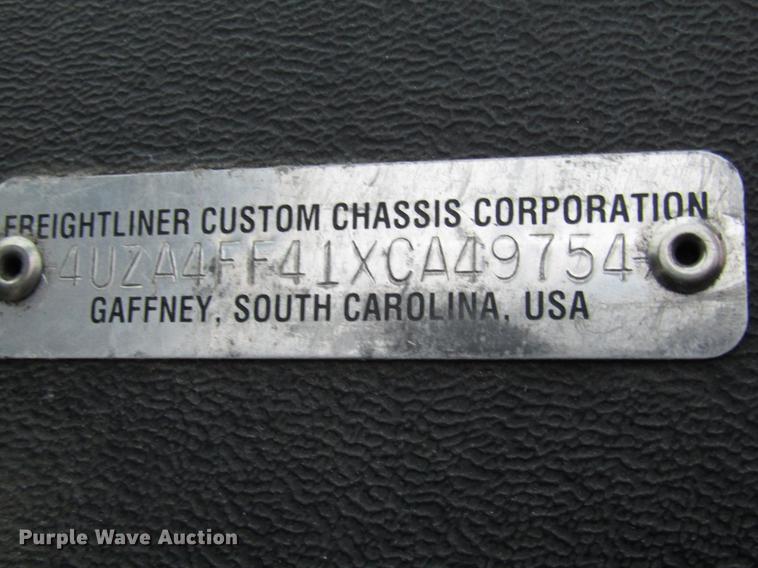 FREIGHTLINER CUSTOM CHASSIS CORPORATION
*4UZA4FF41XCA49754*
GAFFNEY, SOUTH CAROLINA, USA
Purple Wave Auction